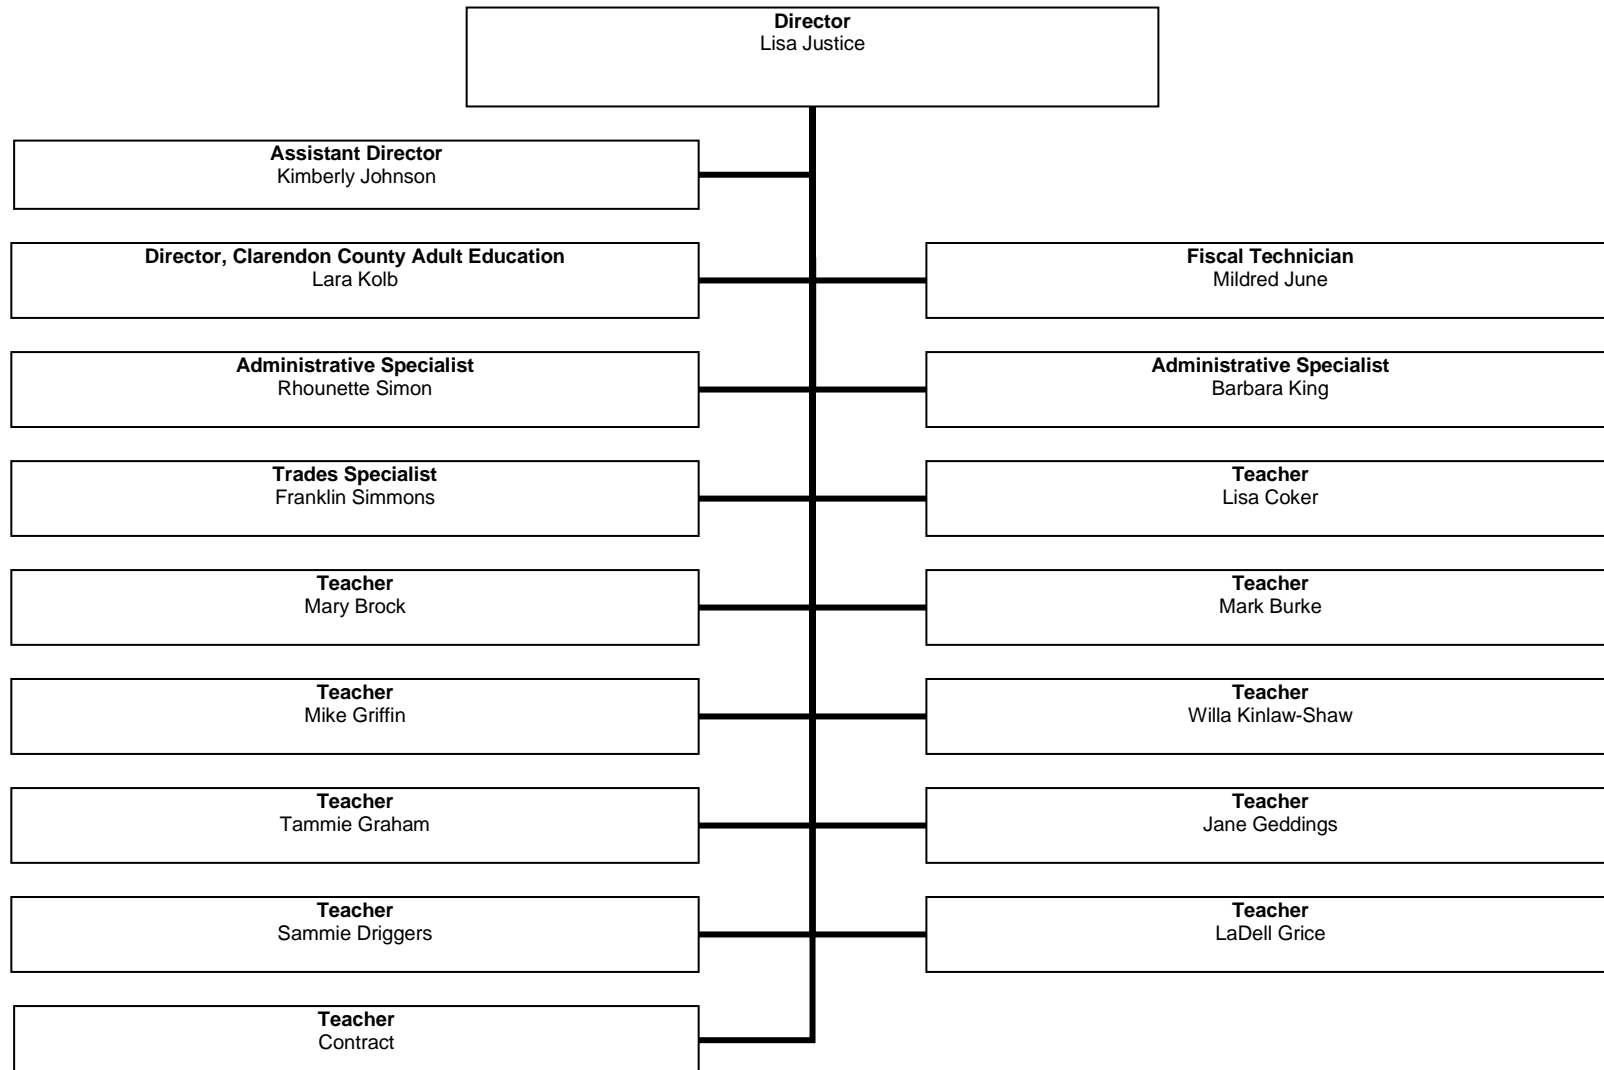 Director
Lisa Justice
Assistant Director
Kimberly Johnson
Director, Clarendon County Adult Education
Lara Kolb
Fiscal Technician
Mildred June
Administrative Specialist
Rhounette Simon
Administrative Specialist
Barbara King
Trades Specialist
Franklin Simmons
Teacher
Lisa Coker
Teacher
Mary Brock
Teacher
Mark Burke
Teacher
Mike Griffin
Teacher
Willa Kinlaw-Shaw
Teacher
Tammie Graham
Teacher
Jane Geddings
Teacher
Sammie Driggers
Teacher
LaDell Grice
Teacher
Contract